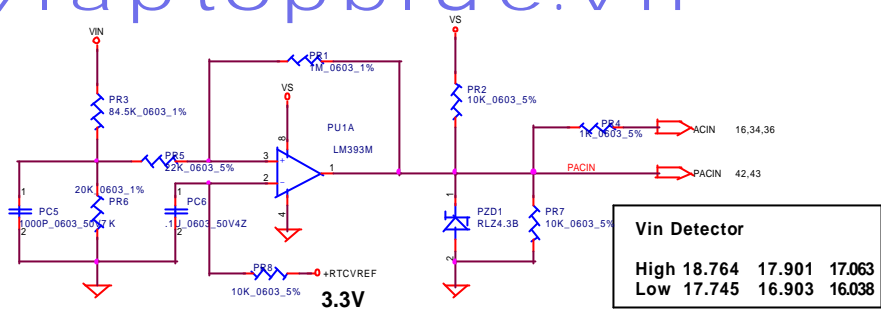 laptopblue.vn
VIN
VS
PR1
1M_0603_1%
VS
PR2
10K_0603_5%
PR3
84.5K_0603_1%
PU1A
LM393M
8
3
+
2
-
1
4
PR4
1K_0603_5%
ACIN 16,34,36
PR5
22K_0603_5%
PACIN
PACIN 42,43
20K_0603_1%
PR6
1
PC5
1000P_0603_50V7K
2
1
PC6
.1U_0603_50V4Z
2
1
PZD1
RLZ4.3B
2
PR7
10K_0603_5%
PR8
10K_0603_5%
+RTCVREF
3.3V
Vin Detector
High 18.764 17.901 17.063
Low 17.745 16.903 16.038